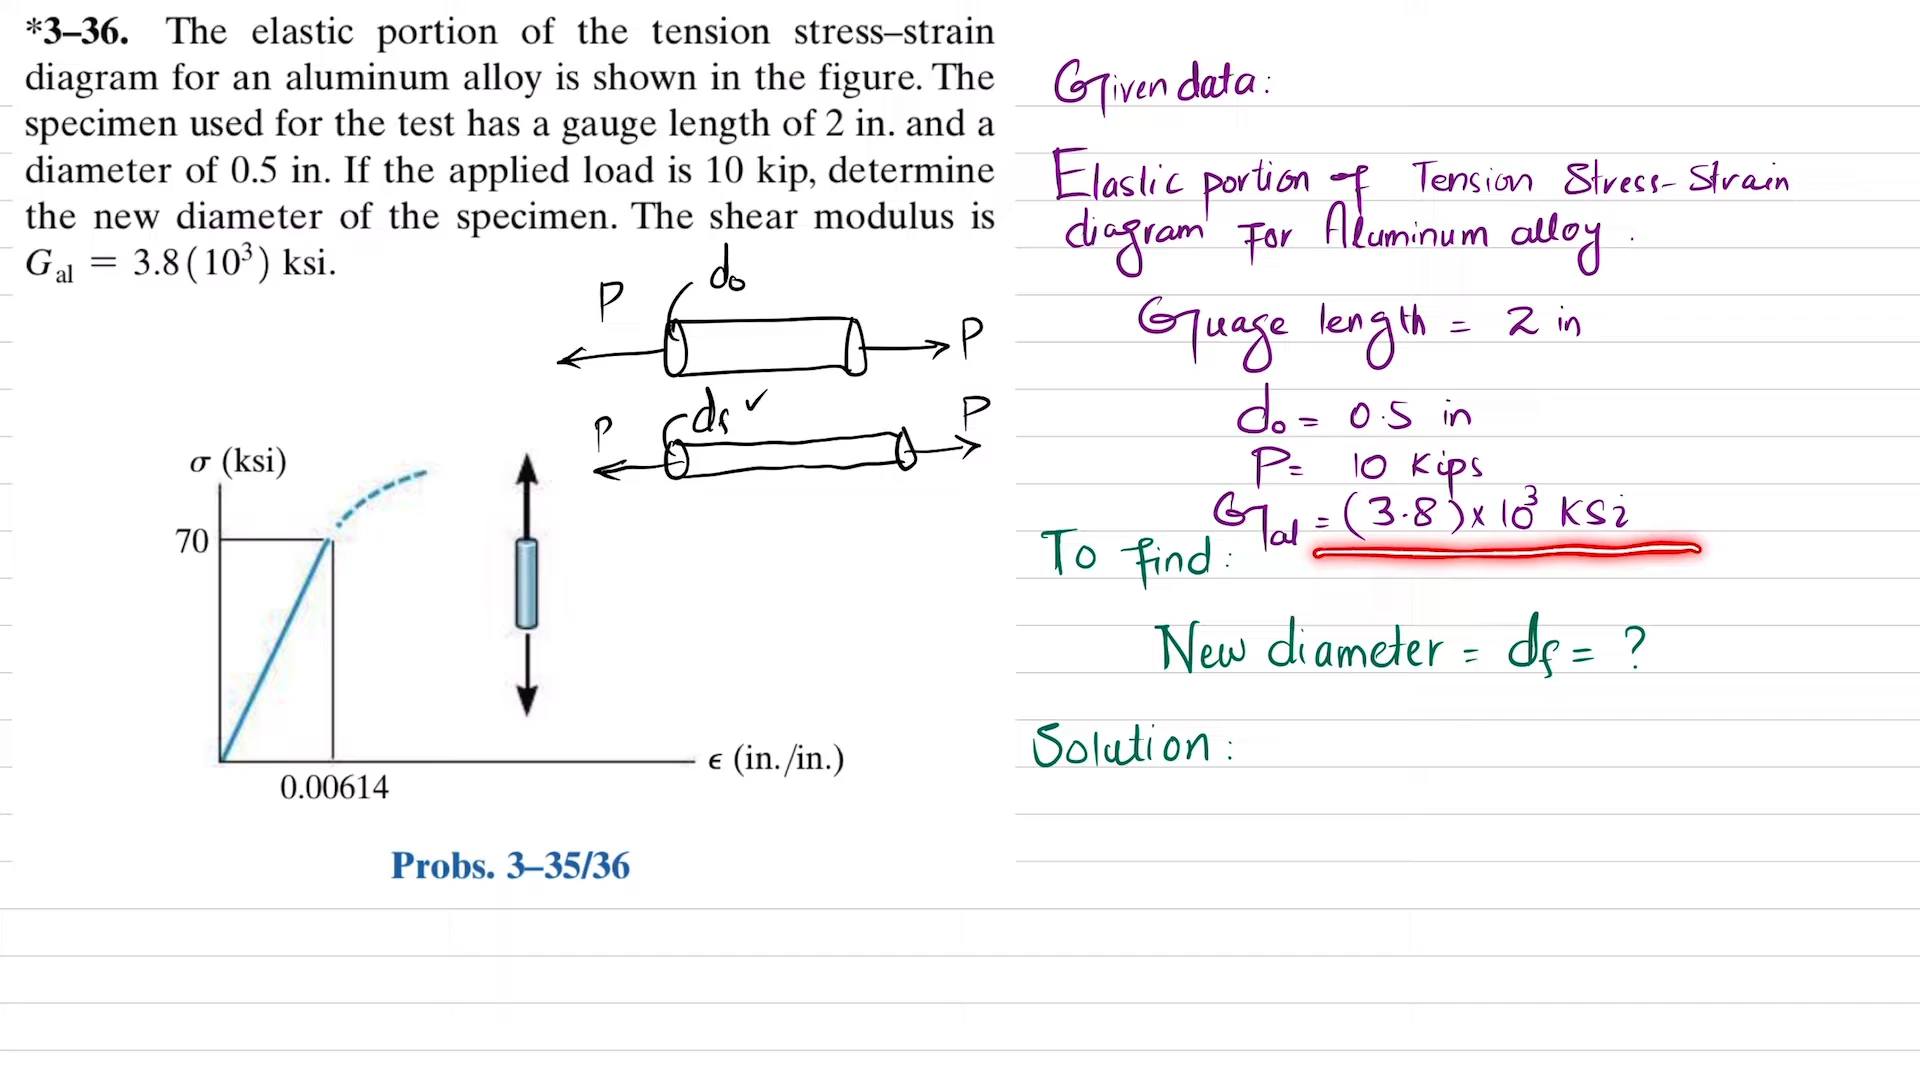 *3–36. The elastic portion of the tension stress–strain
diagram for an aluminum alloy is shown in the figure. The
specimen used for the test has a gauge length of 2 in. and a
diameter of 0.5 in. If the applied load is 10 kip, determine
the new diameter of the specimen. The shear modulus is
G_al = 3.8(10³) ksi.
P
d₀
P
P
df ✓
P
σ (ksi)
70
0.00614
ϵ (in./in.)
Probs. 3–35/36
Given data:
Elastic portion of Tension Stress-Strain
diagram For Aluminum alloy.
Guage length = 2 in
d₀ = 0.5 in
P = 10 Kips
G_al = (3.8)×10³ KSi
To find:
New diameter = df = ?
Solution: